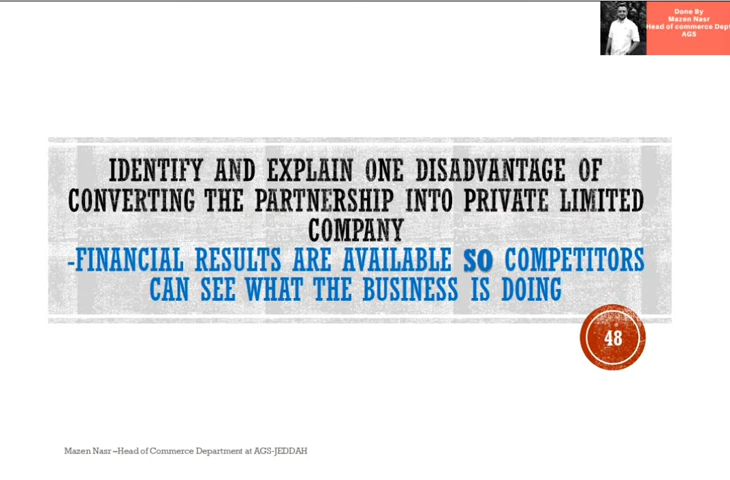 Done By
Mazen Nasr
Head of commerce Dept
AGS
IDENTIFY AND EXPLAIN ONE DISADVANTAGE OF
CONVERTING THE PARTNERSHIP INTO PRIVATE LIMITED
COMPANY
-FINANCIAL RESULTS ARE AVAILABLE SO COMPETITORS
CAN SEE WHAT THE BUSINESS IS DOING
48
Mazen Nasr –Head of Commerce Department at AGS-JEDDAH